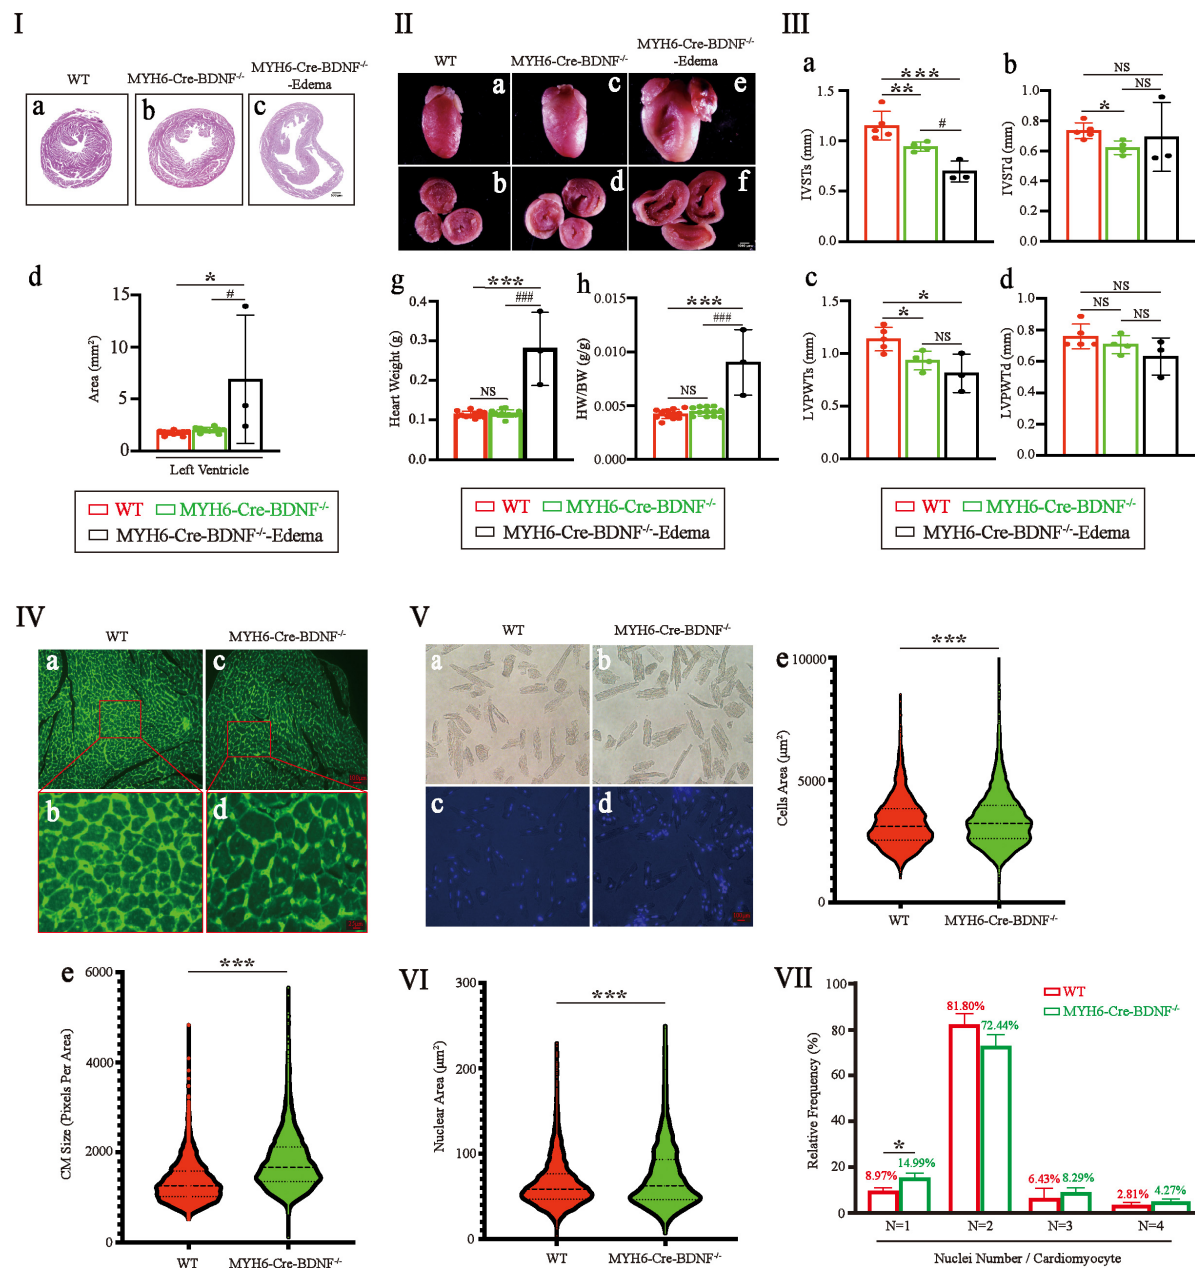 I
WT
MYH6-Cre-BDNF-/-
MYH6-Cre-BDNF-/-
-Edema
a
b
c
d
Area (mm²)
15
10
5
0
*
#
Left Ventricle
WT
MYH6-Cre-BDNF-/-
MYH6-Cre-BDNF-/--Edema
II
WT
MYH6-Cre-BDNF-/-
MYH6-Cre-BDNF-/-
-Edema
a
c
e
b
d
f
g
Heart Weight (g)
0.4
0.3
0.2
0.1
0.0
***
###
NS
h
HW/BW (g/g)
0.015
0.010
0.005
0.000
***
###
NS
WT
MYH6-Cre-BDNF-/-
MYH6-Cre-BDNF-/--Edema
III
a
IVSTs (mm)
1.5
1.0
0.5
0.0
***
**
#
b
IVSTd (mm)
1.0
0.8
0.6
0.4
0.2
0.0
NS
NS
*
c
LVPWTs (mm)
1.5
1.0
0.5
0.0
*
*
NS
d
LVPWTd (mm)
1.0
0.8
0.6
0.4
0.2
0.0
NS
NS
NS
WT
MYH6-Cre-BDNF-/-
MYH6-Cre-BDNF-/--Edema
IV
WT
MYH6-Cre-BDNF-/-
a
c
b
d
e
CM Size (Pixels Per Area)
6000
4000
2000
0
***
WT
MYH6-Cre-BDNF-/-
V
WT
MYH6-Cre-BDNF-/-
a
b
c
d
e
Cells Area (μm²)
10000
5000
0
***
WT
MYH6-Cre-BDNF-/-
VI
Nuclear Area (μm²)
300
200
100
0
***
WT
MYH6-Cre-BDNF-/-
VII
Relative Frequency (%)
100
80
60
40
20
0
WT
MYH6-Cre-BDNF-/-
*
8.97%
14.99%
81.80%
72.44%
6.43%
8.29%
2.81%
4.27%
N=1
N=2
N=3
N=4
Nuclei Number / Cardiomyocyte